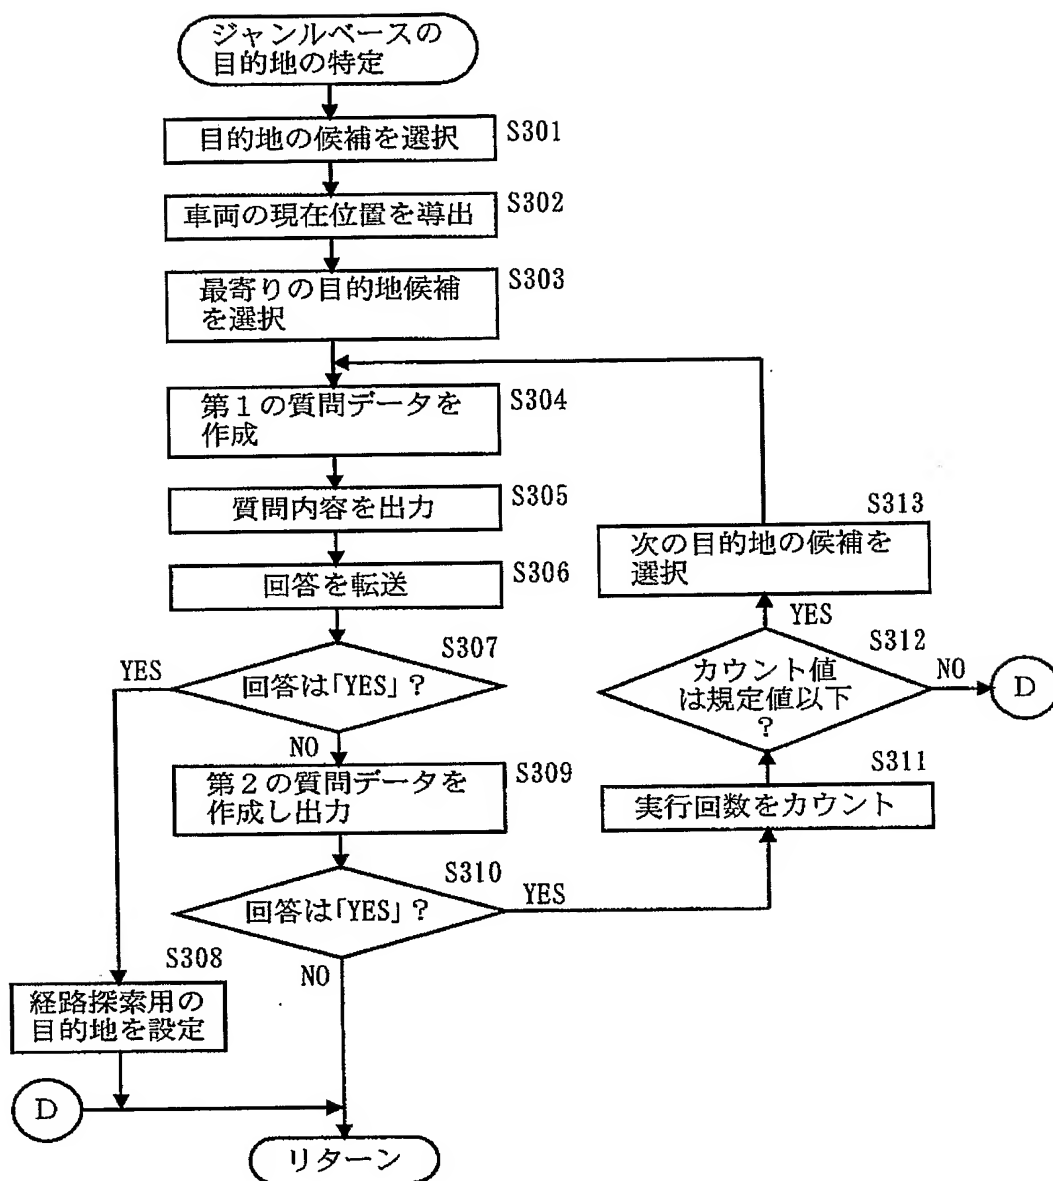 ジャンルベースの
目的地の特定
目的地の候補を選択
S301
車両の現在位置を導出
S302
最寄りの目的地候補
を選択
S303
第1の質問データを
作成
S304
質問内容を出力
S305
回答を転送
S306
S307
YES
回答は「YES」?
NO
第2の質問データを
作成し出力
S309
S310
回答は「YES」?
YES
NO
S308
経路探索用の
目的地を設定
D
リターン
S313
次の目的地の候補を
選択
YES
S312
カウント値
は規定値以下
?
NO
D
S311
実行回数をカウント